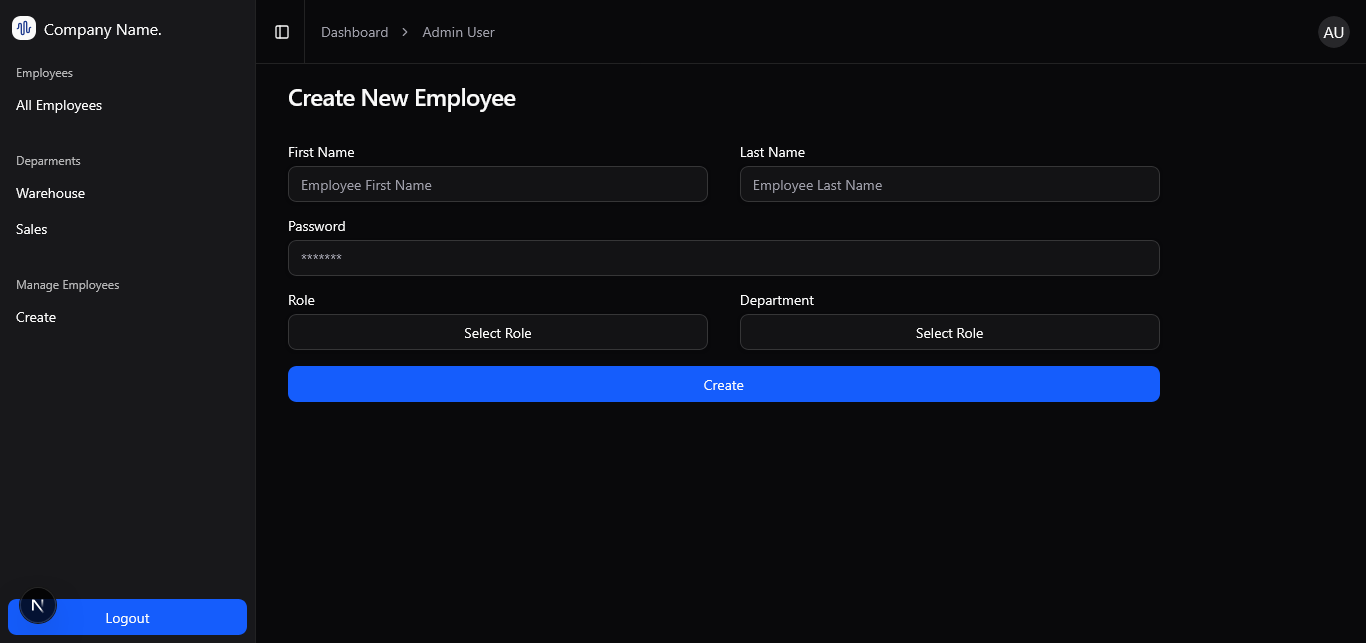 Company Name.
Employees
All Employees
Deparments
Warehouse
Sales
Manage Employees
Create
N
Logout
Dashboard > Admin User
AU
Create New Employee
First Name
Last Name
Employee First Name
Employee Last Name
Password
*******
Role
Department
Select Role
Select Role
Create